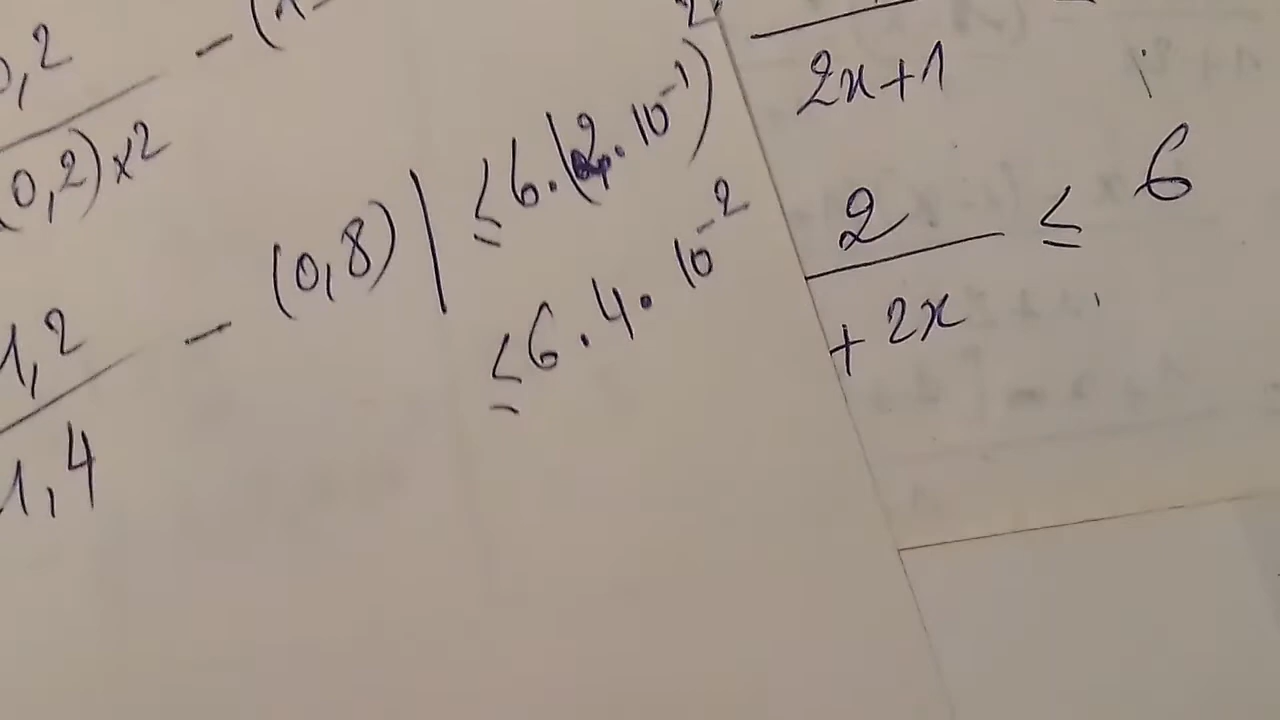 0,2 - (
(0,2)x2
1,2 - (0,8) | ≤ 6.(2.10^-1)^2
1,4
≤ 6.4.10^-2
2x+1
2 ≤ 6
+ 2x